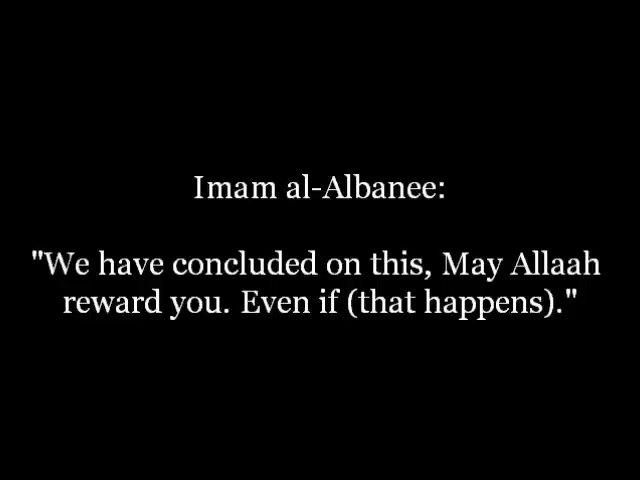 Imam al-Albanee:
"We have concluded on this, May Allaah
reward you. Even if (that happens)."